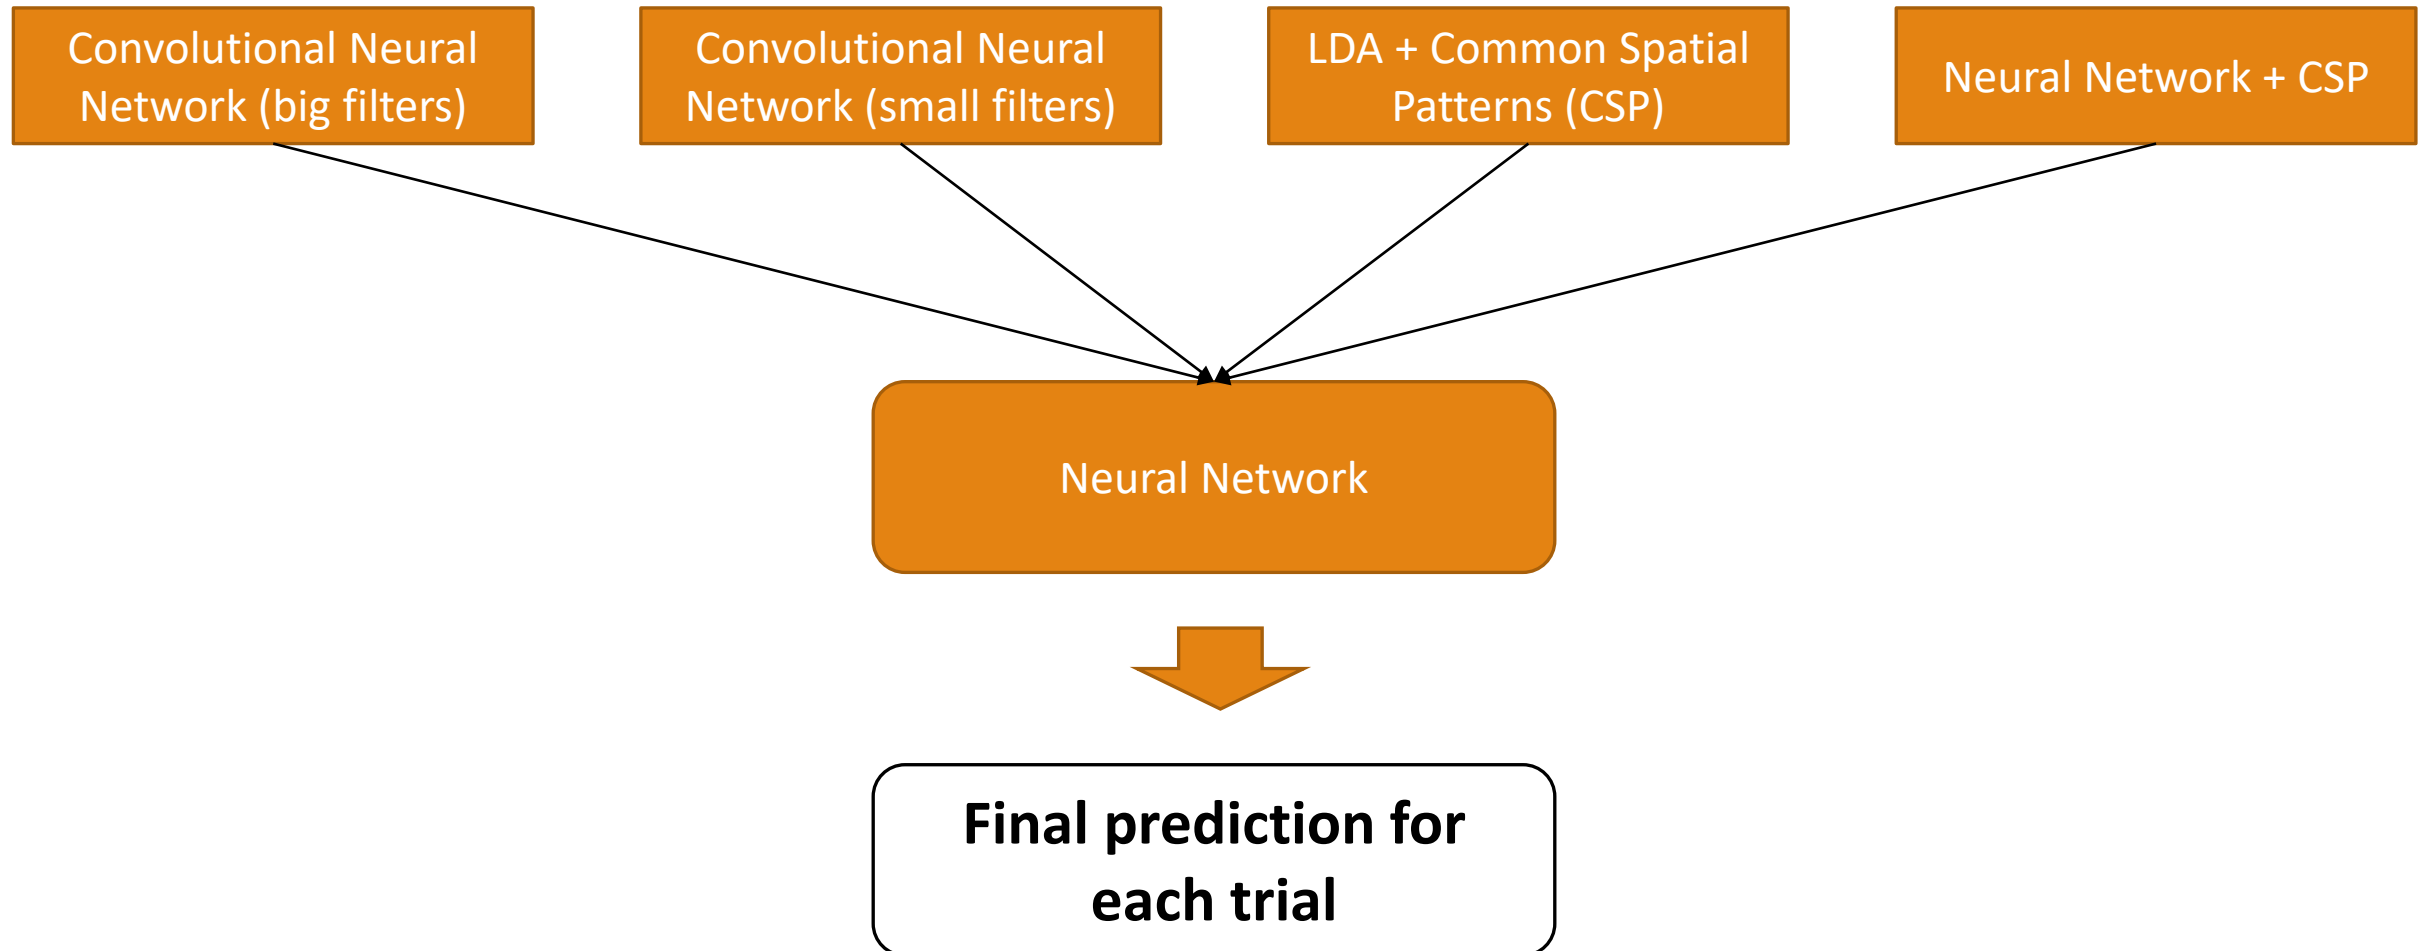 Convolutional Neural
Network (big filters)
Convolutional Neural
Network (small filters)
LDA + Common Spatial
Patterns (CSP)
Neural Network + CSP
Neural Network
Final prediction for
each trial